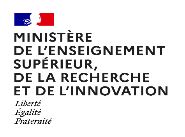 MINISTÈRE
DE L'ENSEIGNEMENT
SUPÉRIEUR,
DE LA RECHERCHE
ET DE L'INNOVATION
Liberté
Égalité
Fraternité